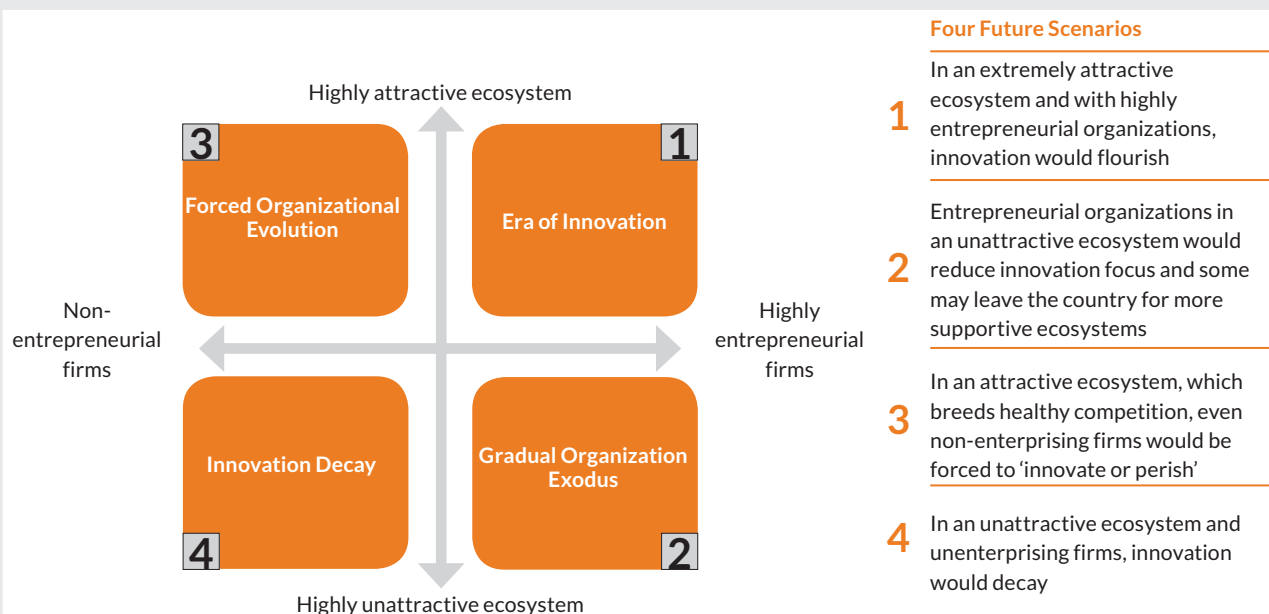 Highly attractive ecosystem
3
1
Forced Organizational
Evolution
Era of Innovation
Non-
entrepreneurial
firms
Highly
entrepreneurial
firms
Innovation Decay
Gradual Organization
Exodus
4
2
Highly unattractive ecosystem
Four Future Scenarios
1
In an extremely attractive
ecosystem and with highly
entrepreneurial organizations,
innovation would flourish
2
Entrepreneurial organizations in
an unattractive ecosystem would
reduce innovation focus and some
may leave the country for more
supportive ecosystems
3
In an attractive ecosystem, which
breeds healthy competition, even
non-enterprising firms would be
forced to ‘innovate or perish’
4
In an unattractive ecosystem and
unenterprising firms, innovation
would decay